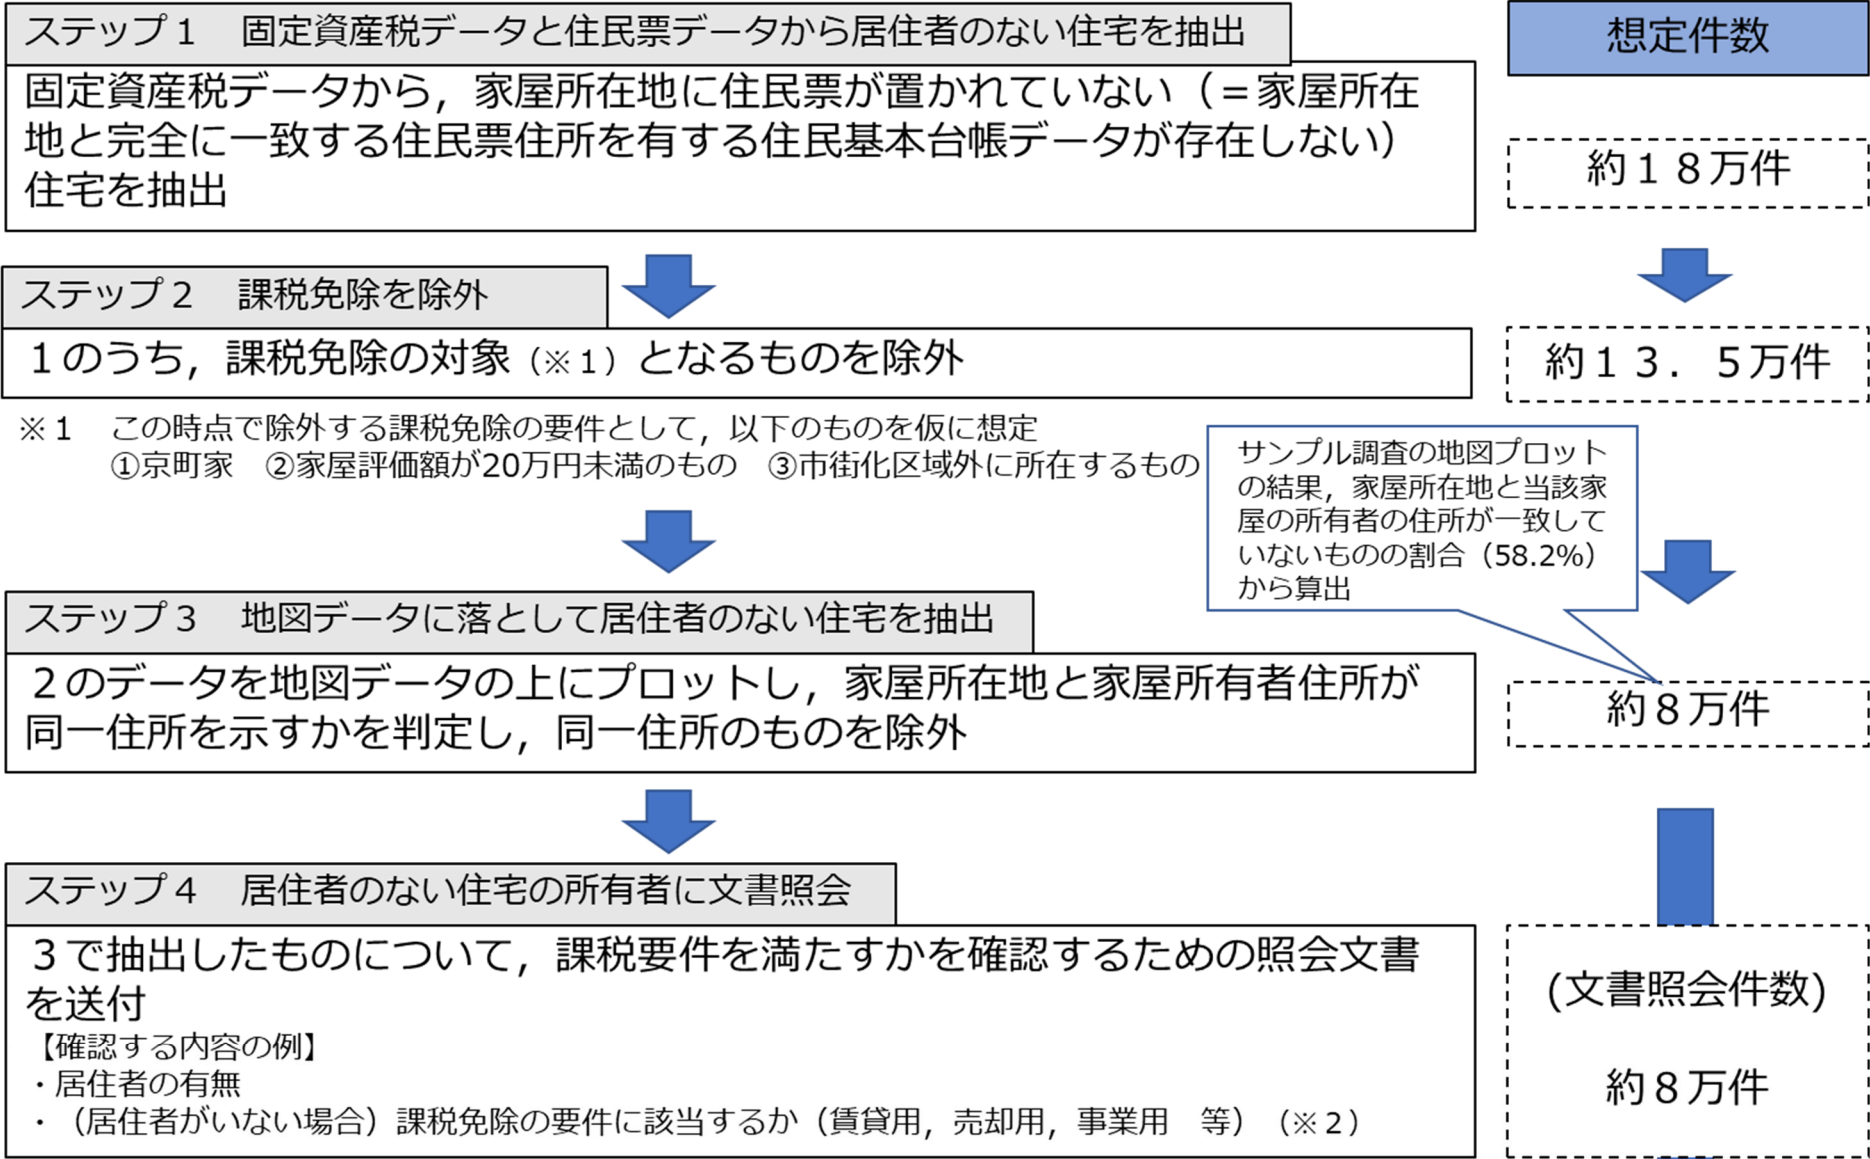 ステップ１　固定資産税データと住民票データから居住者のない住宅を抽出
想定件数
固定資産税データから，家屋所在地に住民票が置かれていない（＝家屋所在
地と完全に一致する住民票住所を有する住民基本台帳データが存在しない）
住宅を抽出
約１８万件
ステップ２　課税免除を除外
１のうち，課税免除の対象（※１）となるものを除外
約１３．５万件
※１　この時点で除外する課税免除の要件として，以下のものを仮に想定
①京町家　②家屋評価額が20万円未満のもの　③市街化区域外に所在するもの
サンプル調査の地図プロット
の結果，家屋所在地と当該家
屋の所有者の住所が一致して
いないものの割合（58.2%）
から算出
ステップ３　地図データに落として居住者のない住宅を抽出
２のデータを地図データの上にプロットし，家屋所在地と家屋所有者住所が
同一住所を示すかを判定し，同一住所のものを除外
約８万件
ステップ４　居住者のない住宅の所有者に文書照会
３で抽出したものについて，課税要件を満たすかを確認するための照会文書
を送付
【確認する内容の例】
・居住者の有無
・（居住者がいない場合）課税免除の要件に該当するか（賃貸用，売却用，事業用　等）（※２）
(文書照会件数)
約８万件